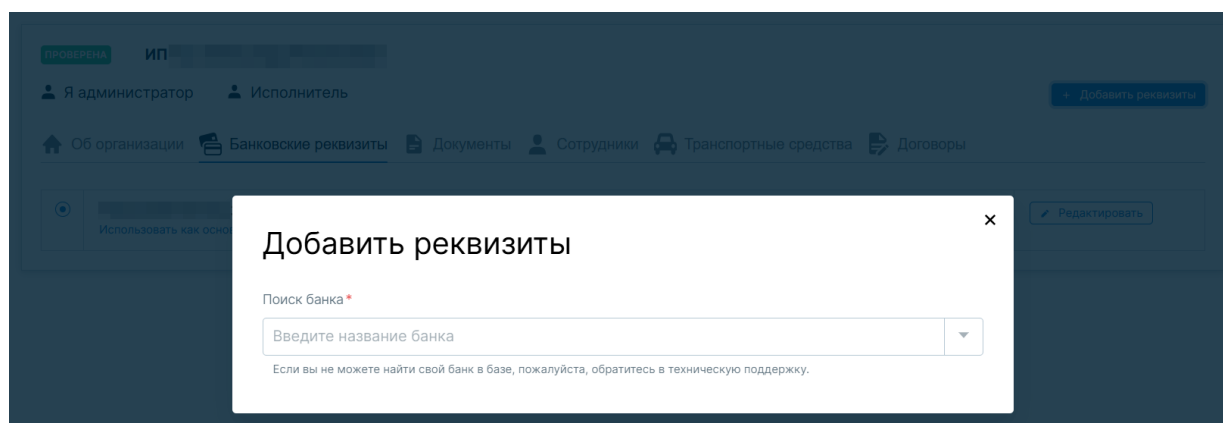 ПРОВЕРЕНА ИП
Я администратор Исполнитель
+ Добавить реквизиты
Об организации Банковские реквизиты Документы Сотрудники Транспортные средства Договоры
Использовать как осно
Редактировать
Добавить реквизиты
Поиск банка *
Введите название банка
Если вы не можете найти свой банк в базе, пожалуйста, обратитесь в техническую поддержку.